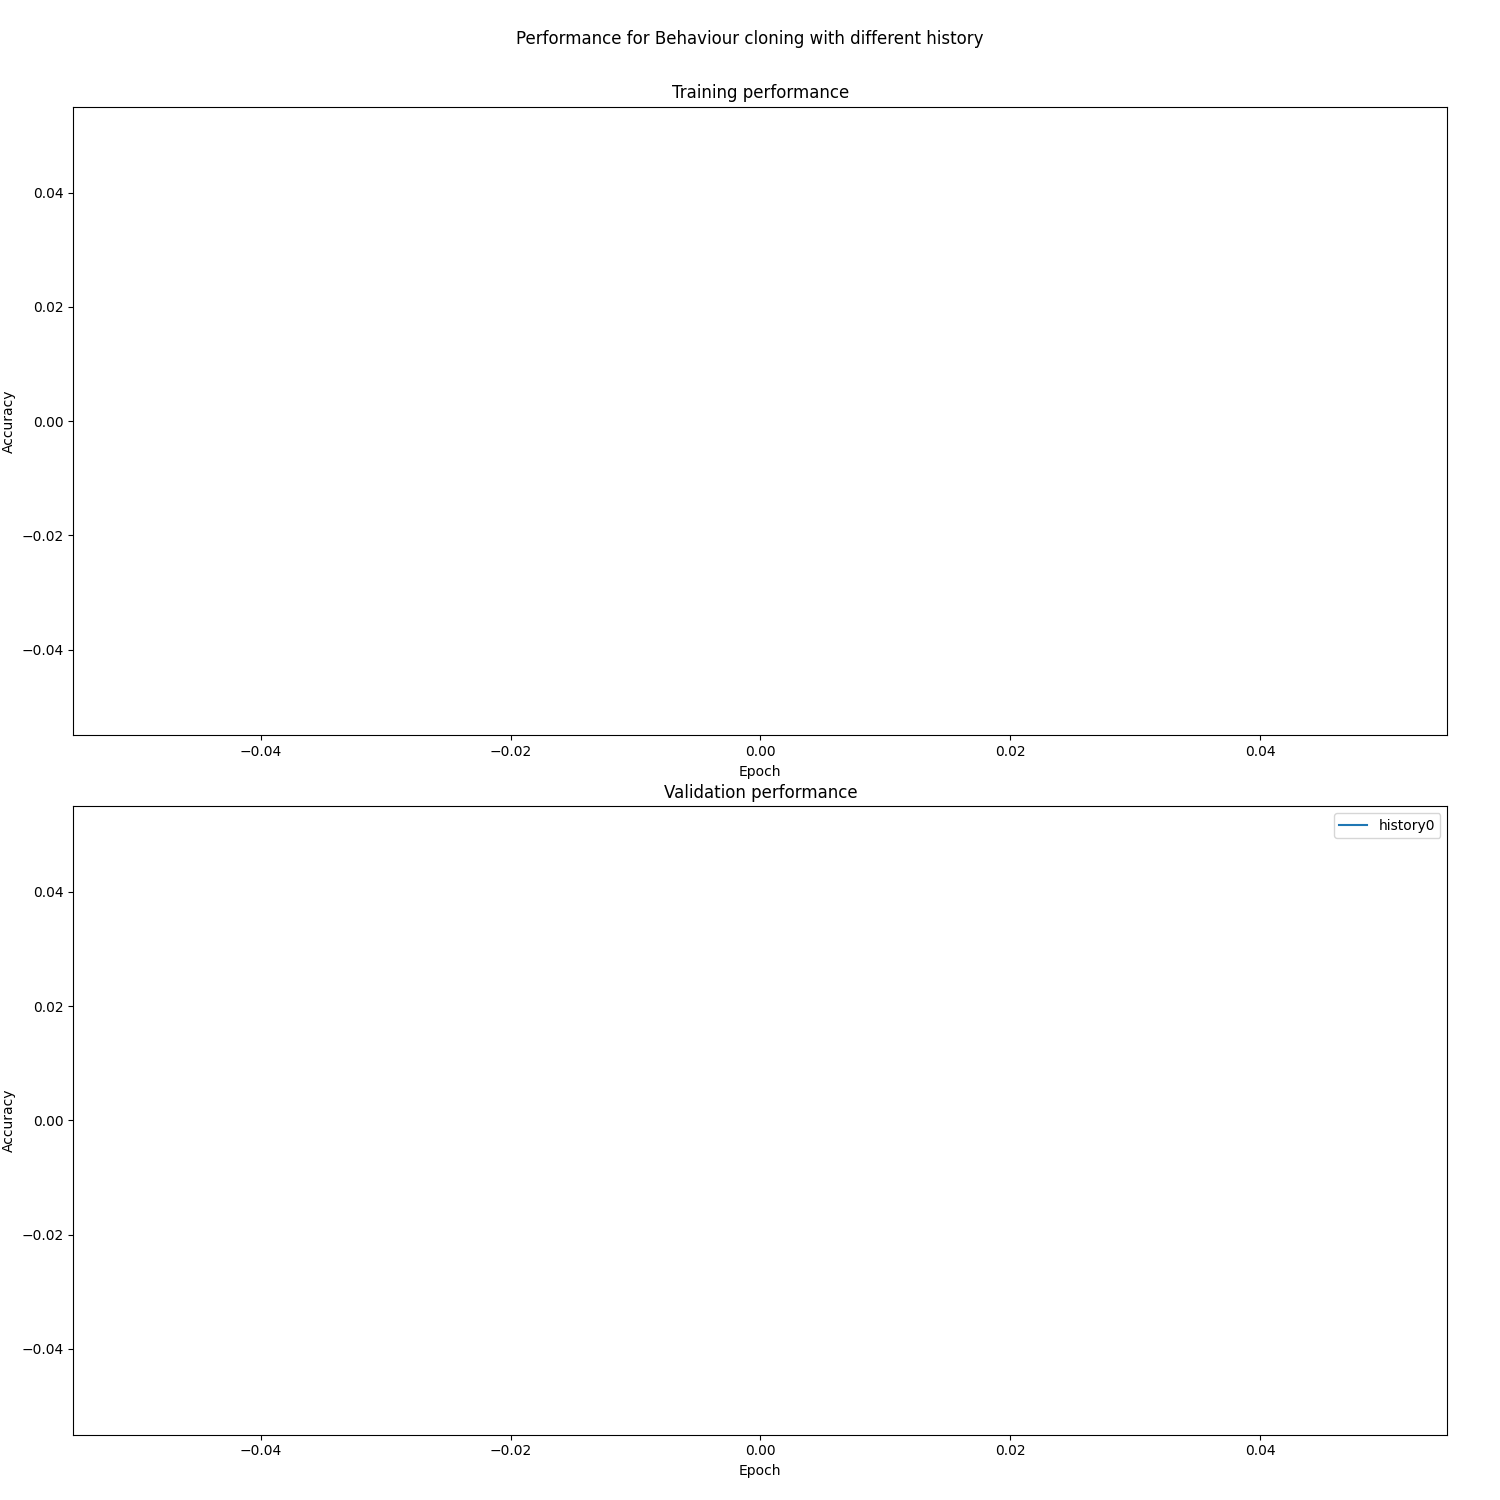 Performance for Behaviour cloning with different history
Training performance
0.04
0.02
0.00
−0.02
−0.04
Accuracy
−0.04 −0.02 0.00 0.02 0.04
Epoch
Validation performance
history0
0.04
0.02
0.00
−0.02
−0.04
Accuracy
−0.04 −0.02 0.00 0.02 0.04
Epoch